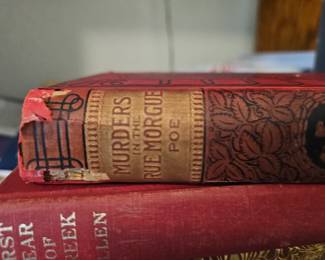 MURDERS
IN THE
RUE MORGUE
POE
RST
EAR
OF
REEK
LLEN